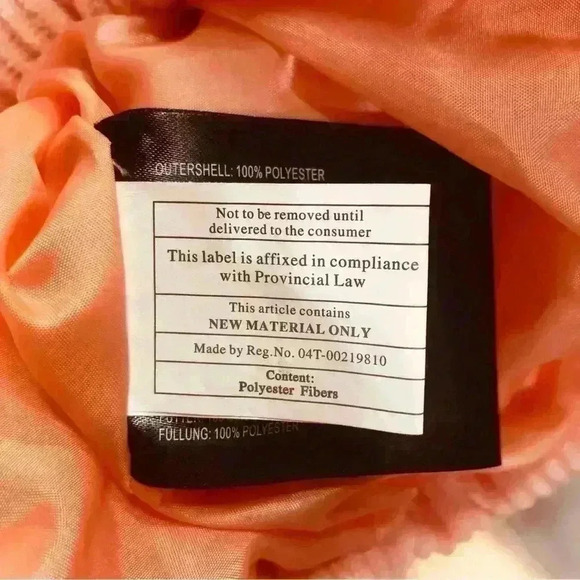 OUTERSHELL: 100% POLYESTER
Not to be removed until
delivered to the consumer
This label is affixed in compliance
with Provincial Law
This article contains
NEW MATERIAL ONLY
Made by Reg.No. 04T-00219810
Content:
Polyester Fibers
FÜLLUNG: 100% POLYESTER